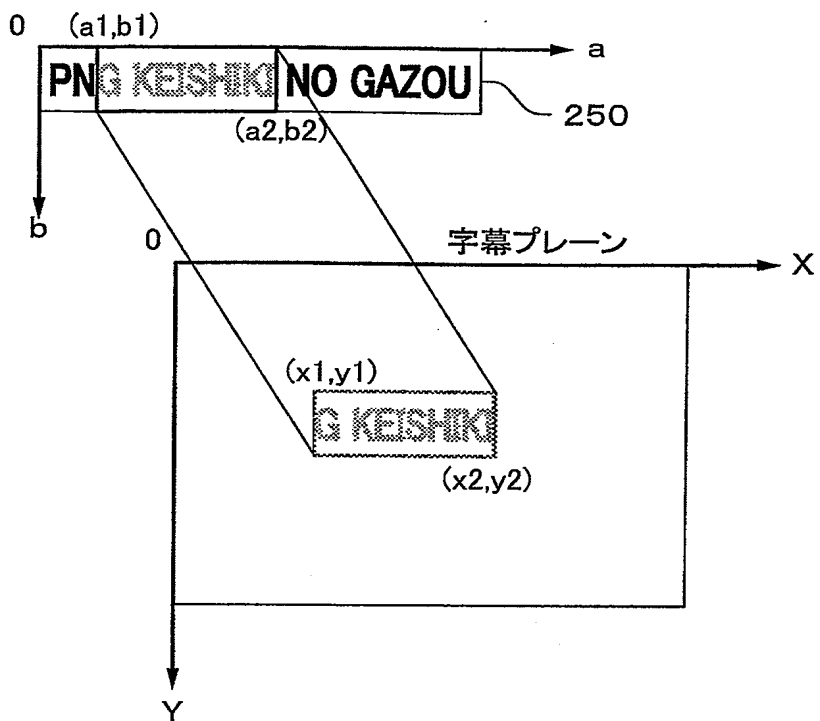 0 (a1,b1)
a
PNG KEISHIKI NO GAZOU
250
(a2,b2)
b
0 字幕プレーン
X
(x1,y1)
G KEISHIKI
(x2,y2)
Y